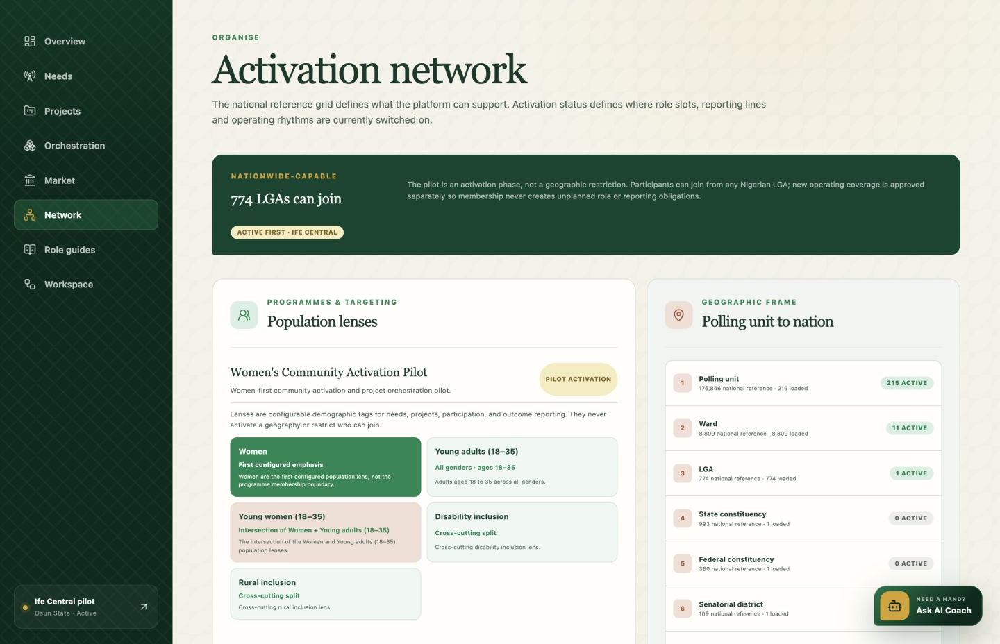 Overview
Needs
Projects
Orchestration
Market
Network
Role guides
Workspace
Ife Central pilot
Osun State · Active
ORGANISE
Activation network
The national reference grid defines what the platform can support. Activation status defines where role slots, reporting lines
and operating rhythms are currently switched on.
NATIONWIDE-CAPABLE
774 LGAs can join
ACTIVE FIRST · IFE CENTRAL
The pilot is an activation phase, not a geographic restriction. Participants can join from any Nigerian LGA; new operating coverage is approved
separately so membership never creates unplanned role or reporting obligations.
PROGRAMMES & TARGETING
Population lenses
Women's Community Activation Pilot
Women-first community activation and project orchestration pilot.
PILOT ACTIVATION
Lenses are configurable demographic tags for needs, projects, participation, and outcome reporting. They never
activate a geography or restrict who can join.
Women
First configured emphasis
Women are the first configured population lens, not the
programme membership boundary.
Young adults (18–35)
All genders · ages 18–35
Adults aged 18 to 35 across all genders.
Young women (18–35)
Intersection of Women + Young adults (18–35)
The intersection of the Women and Young adults (18–35)
population lenses.
Disability inclusion
Cross-cutting split
Cross-cutting disability inclusion lens.
Rural inclusion
Cross-cutting split
Cross-cutting rural inclusion lens.
GEOGRAPHIC FRAME
Polling unit to nation
1
Polling unit
176,846 national reference · 215 loaded
215 ACTIVE
2
Ward
8,809 national reference · 8,809 loaded
11 ACTIVE
3
LGA
774 national reference · 774 loaded
1 ACTIVE
4
State constituency
993 national reference · 1 loaded
0 ACTIVE
5
Federal constituency
360 national reference · 1 loaded
0 ACTIVE
6
Senatorial district
109 national reference · 1 loaded
NEED A HAND?
Ask AI Coach